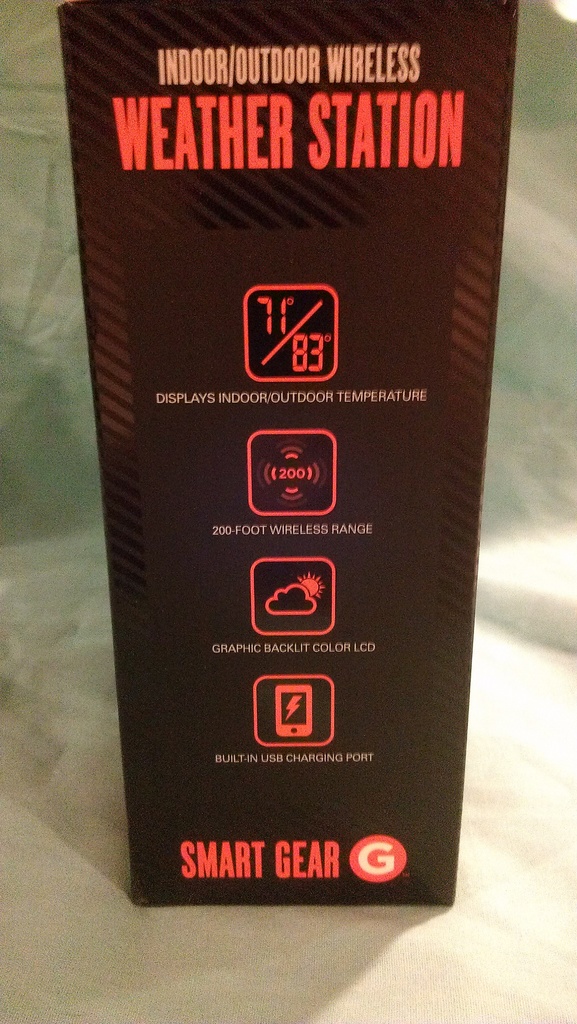 INDOOR/OUTDOOR WIRELESS
WEATHER STATION
71°
83°
DISPLAYS INDOOR/OUTDOOR TEMPERATURE
200
200-FOOT WIRELESS RANGE
GRAPHIC BACKLIT COLOR LCD
BUILT-IN USB CHARGING PORT
SMART GEAR G